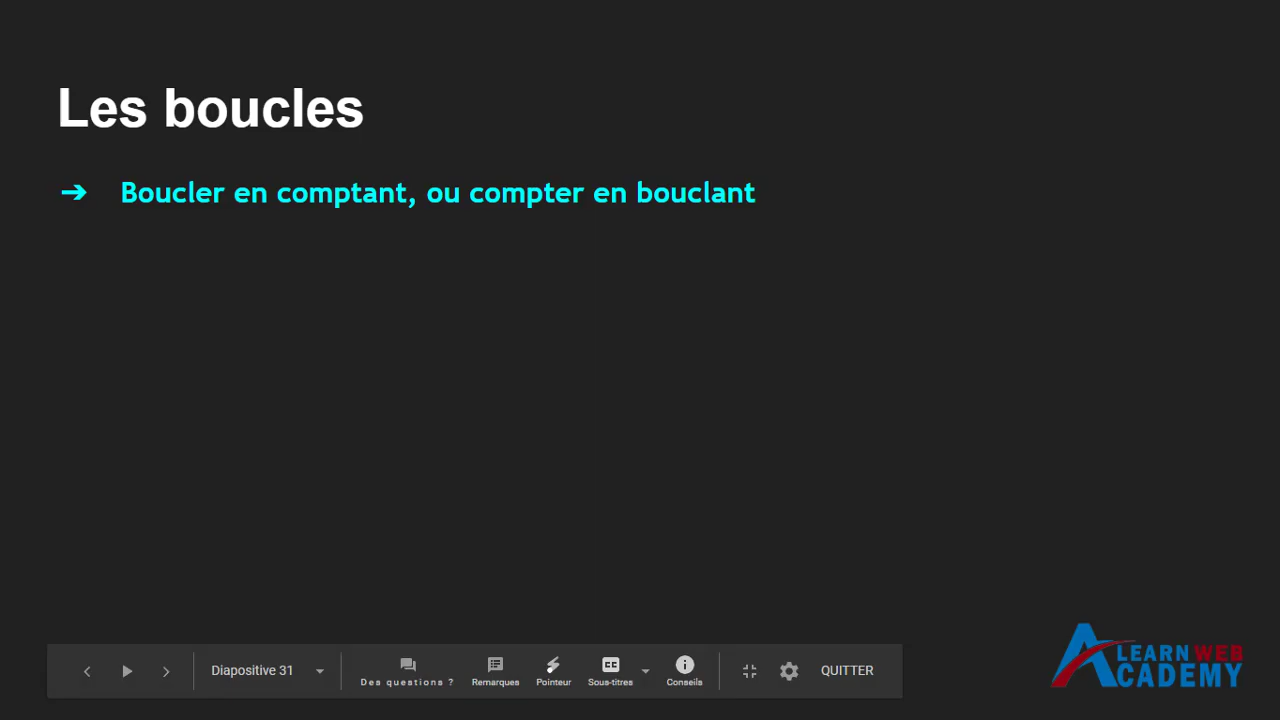 Les boucles
➔ Boucler en comptant, ou compter en bouclant
Diapositive 31
Des questions ?
Remarques
Pointeur
CC
Sous-titres
Conseils
QUITTER
LEARN WEB
ACADEMY